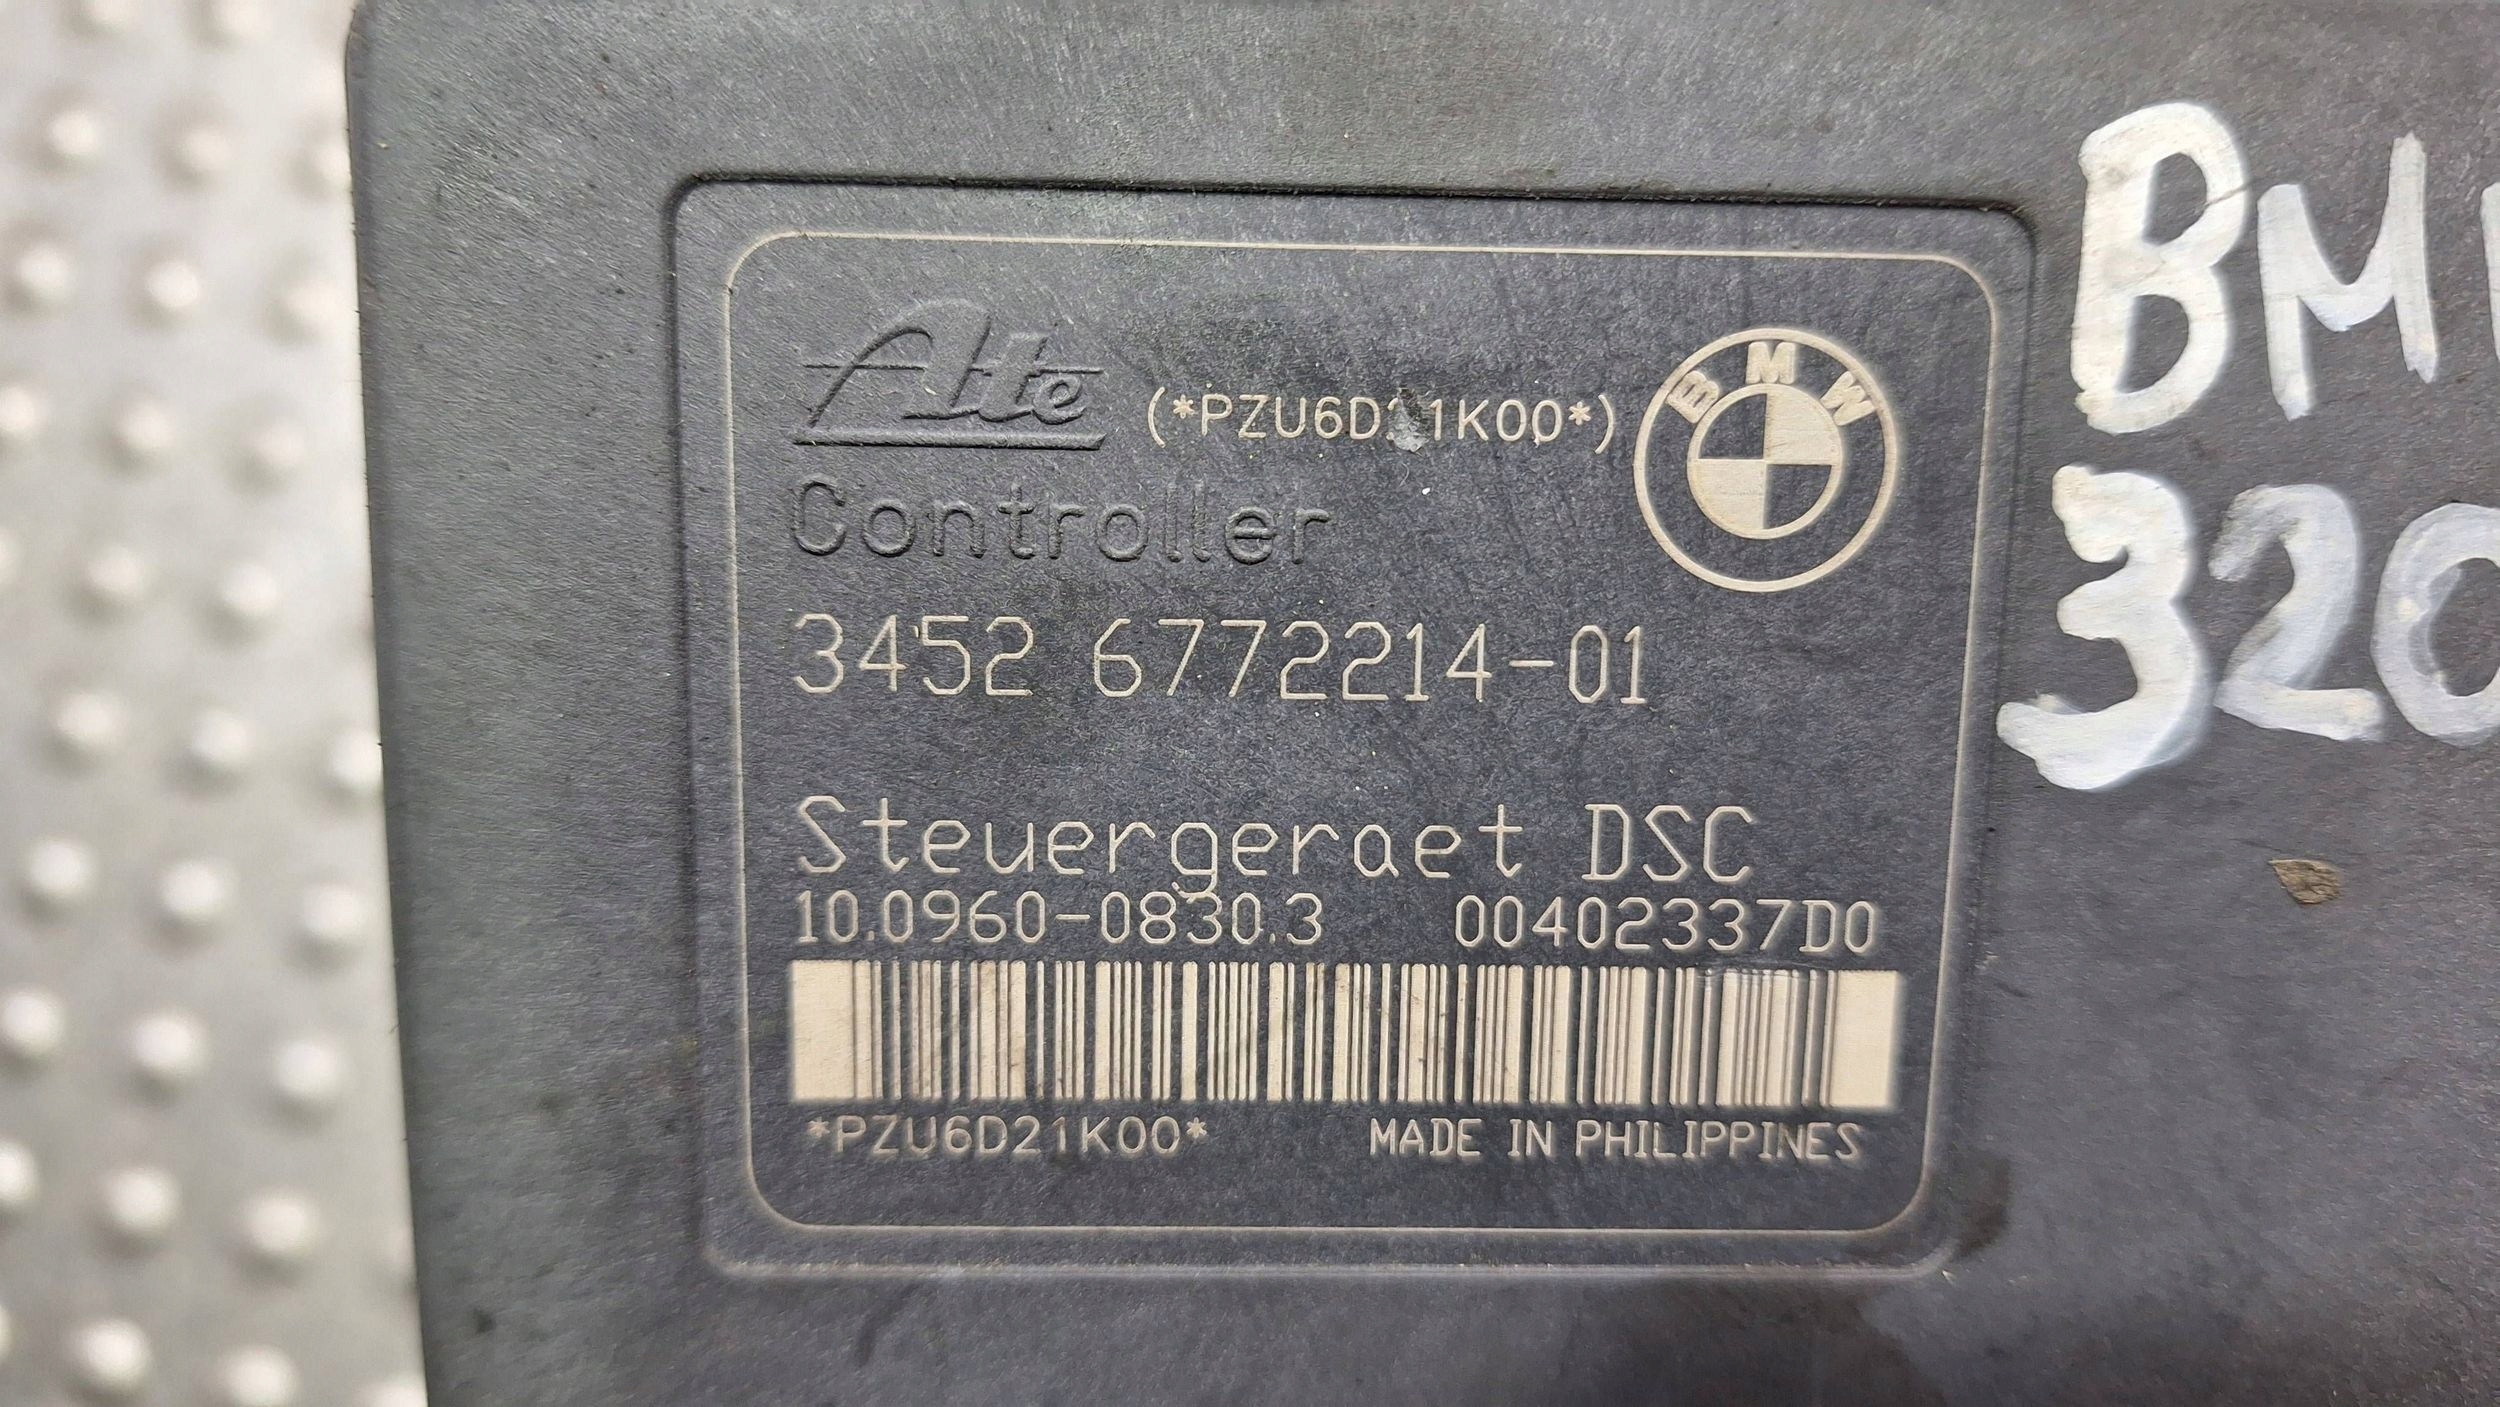 Ate (*PZU6D21K00*)
BMW
Controller
3452 6772214-01
Steuergeraet DSC
10.0960-0830.3 00402337D0
*PZU6D21K00* MADE IN PHILIPPINES
BM
320